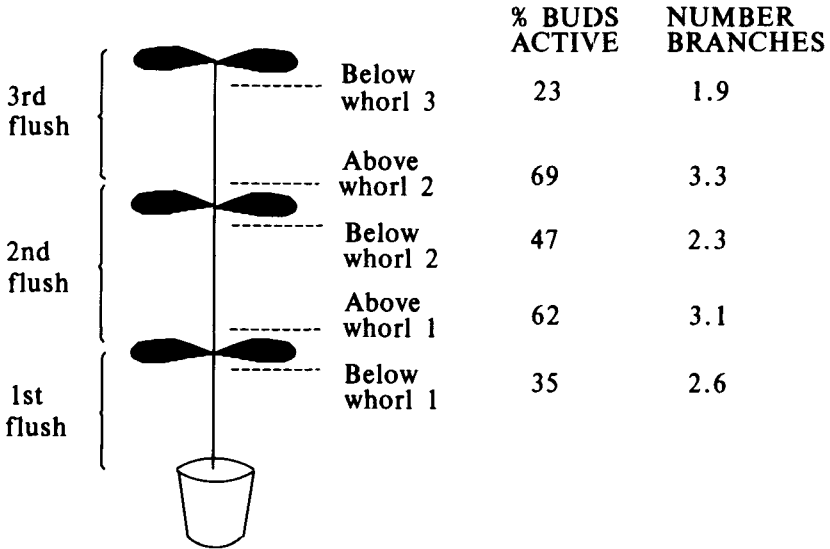 % BUDS ACTIVE
NUMBER BRANCHES
3rd flush
Below whorl 3
23
1.9
Above whorl 2
69
3.3
2nd flush
Below whorl 2
47
2.3
Above whorl 1
62
3.1
1st flush
Below whorl 1
35
2.6